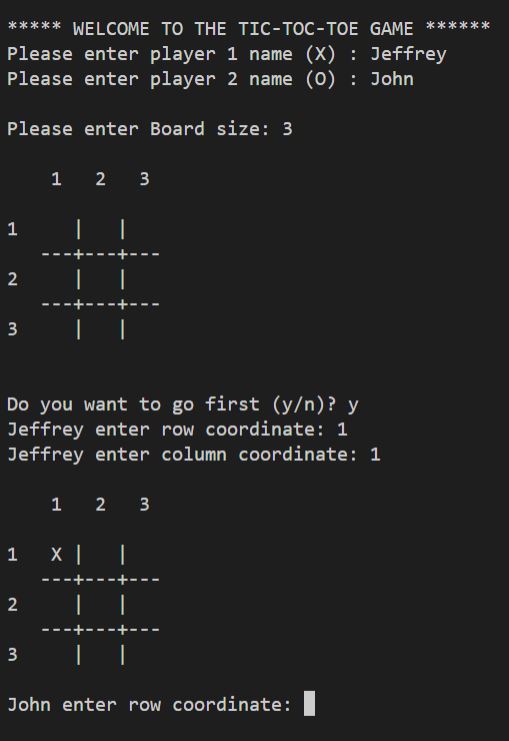 ***** WELCOME TO THE TIC-TOC-TOE GAME ******
Please enter player 1 name (X) : Jeffrey
Please enter player 2 name (O) : John

Please enter Board size: 3

    1   2   3

1     |   |
   ---+---+---
2     |   |
   ---+---+---
3     |   |

Do you want to go first (y/n)? y
Jeffrey enter row coordinate: 1
Jeffrey enter column coordinate: 1

    1   2   3

1   X |   |
   ---+---+---
2     |   |
   ---+---+---
3     |   |

John enter row coordinate: